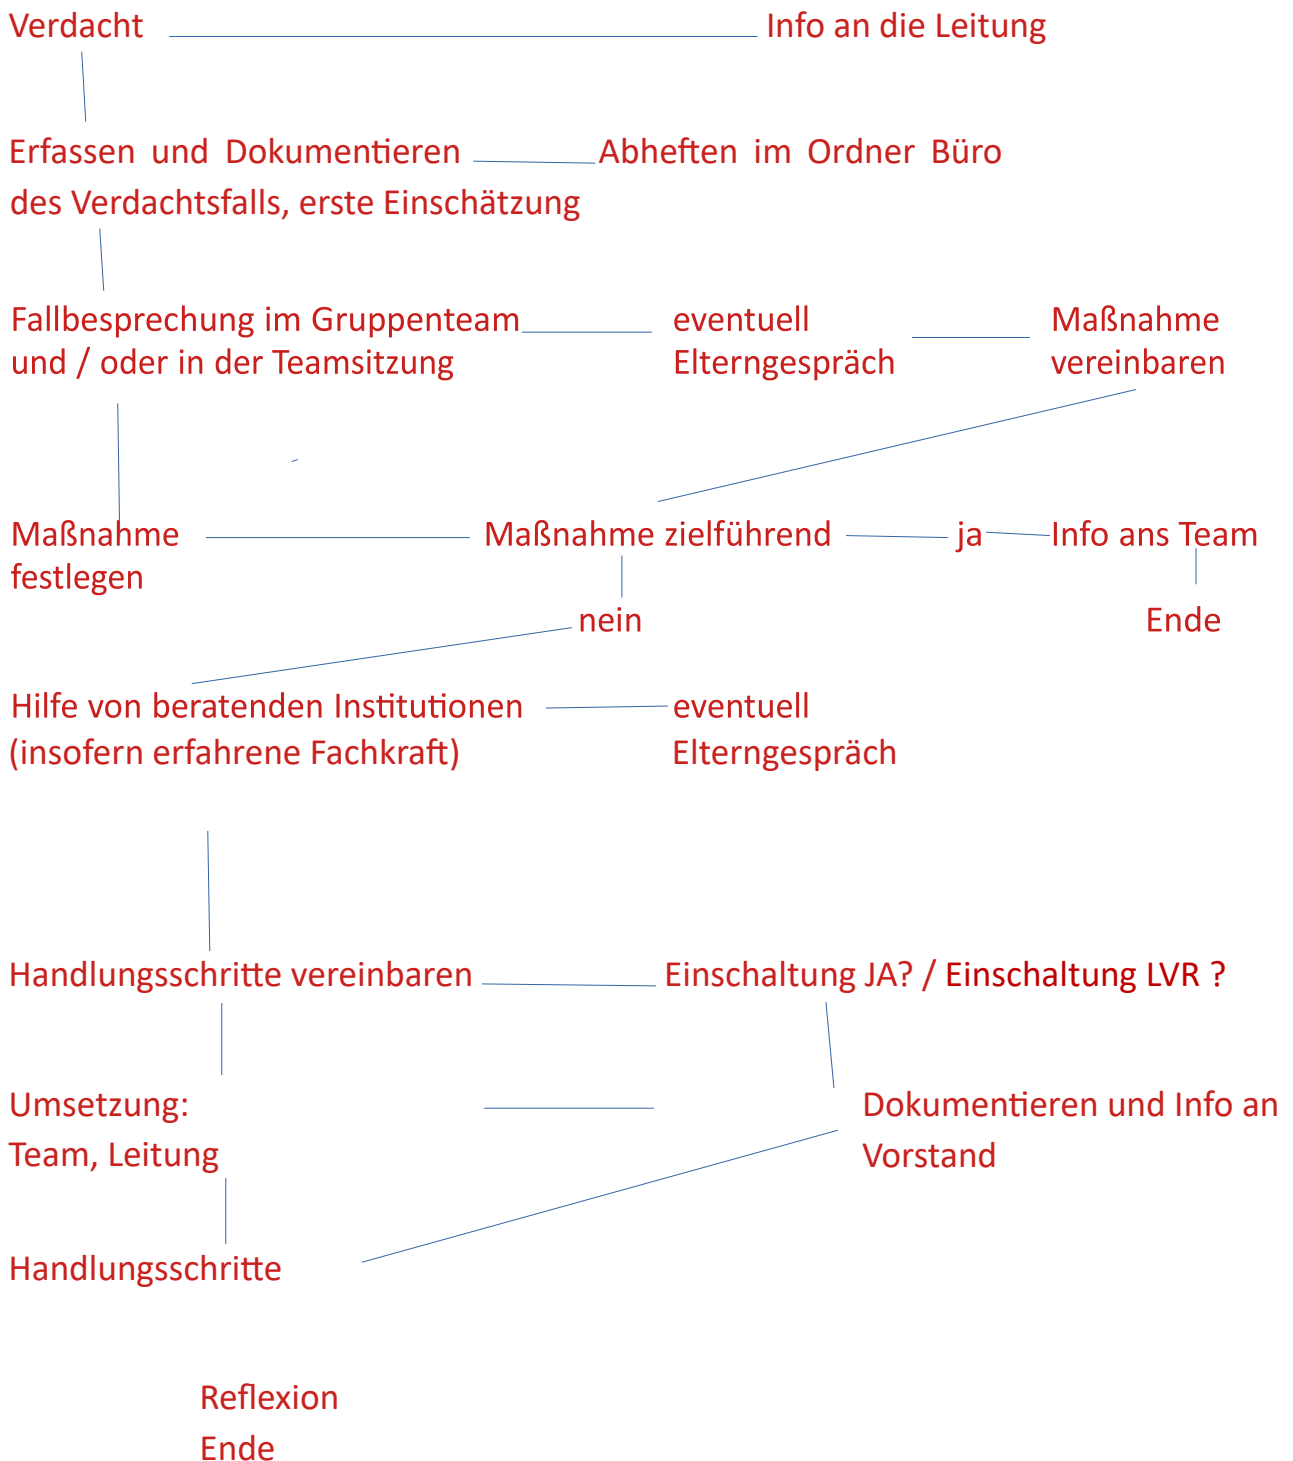 Verdacht Info an die Leitung
Erfassen und Dokumentieren Abheften im Ordner Büro
des Verdachtsfalls, erste Einschätzung
Fallbesprechung im Gruppenteam eventuell Maßnahme
und / oder in der Teamsitzung Elterngespräch vereinbaren
Maßnahme Maßnahme zielführend ja Info ans Team
festlegen
nein Ende
Hilfe von beratenden Institutionen eventuell
(insofern erfahrene Fachkraft) Elterngespräch
Handlungsschritte vereinbaren Einschaltung JA? / Einschaltung LVR ?
Umsetzung: Dokumentieren und Info an
Team, Leitung Vorstand
Handlungsschritte
Reflexion
Ende